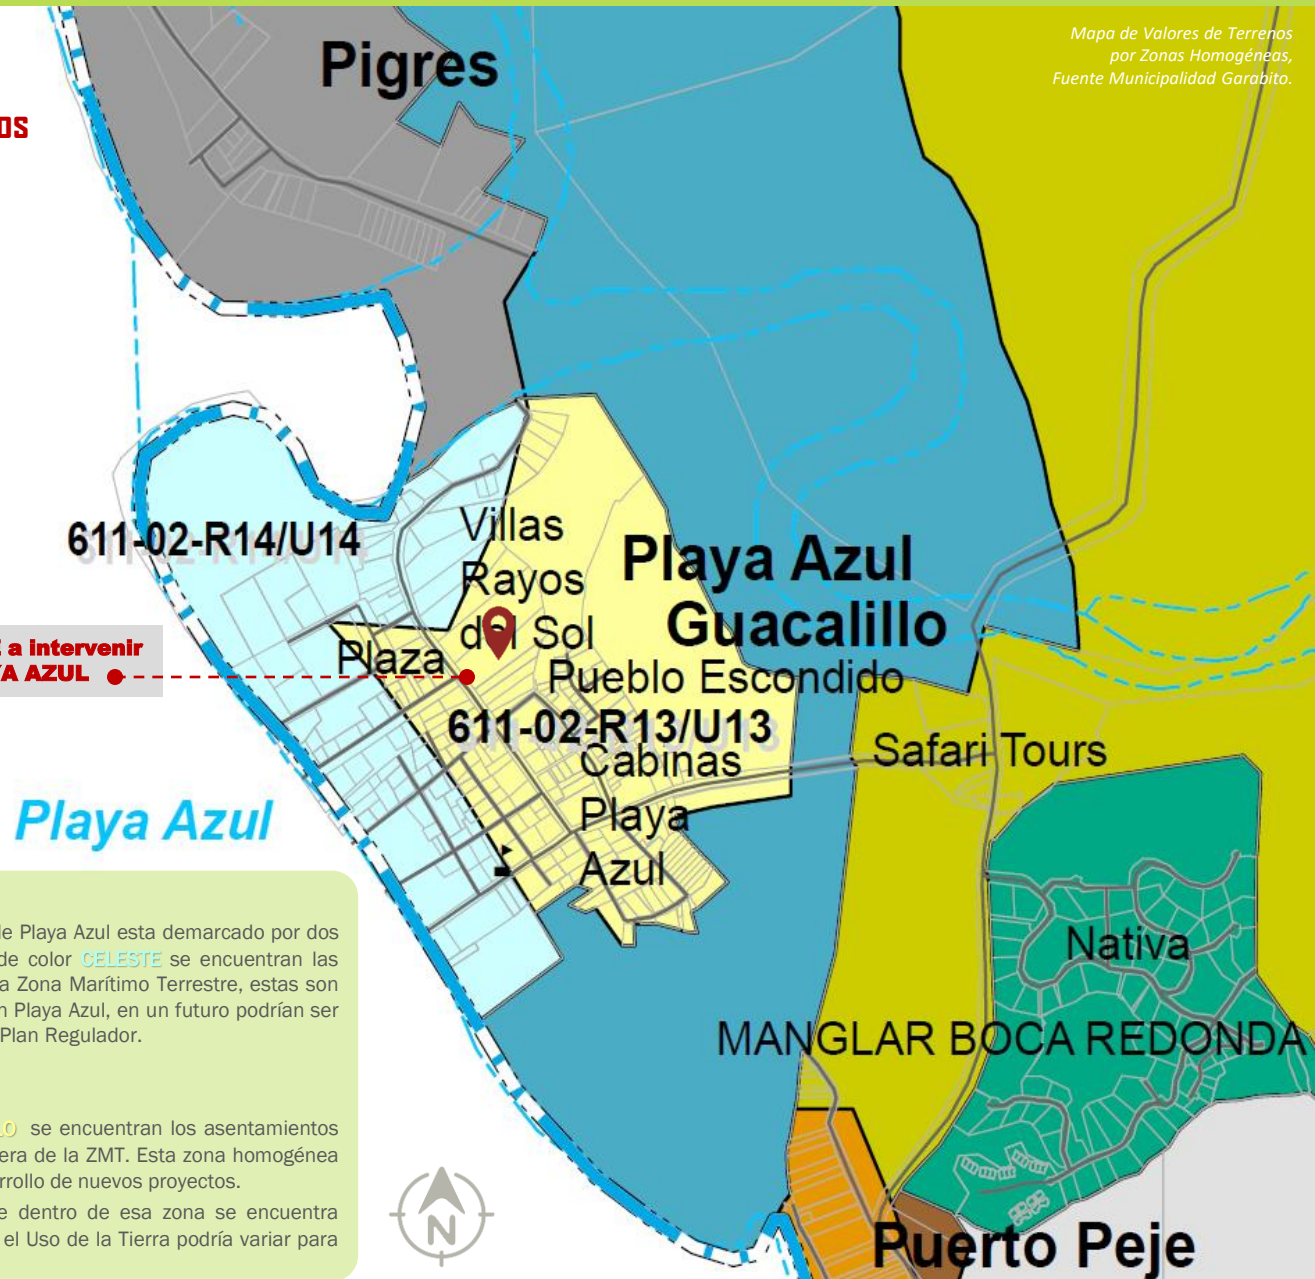 Mapa de Valores de Terrenos
por Zonas Homogéneas,
Fuente Municipalidad Garabito.
Pigres
OS
611-02-R14/U14
Villas
Rayos
del Sol
Playa Azul
Guacalillo
a intervenir
AZUL
Plaza
Pueblo Escondido
611-02-R13/U13
Cabinas
Playa
Azul
Safari Tours
Playa Azul
de Playa Azul esta demarcado por dos
de color CELESTE se encuentran las
a Zona Marítimo Terrestre, estas son
n Playa Azul, en un futuro podrían ser
Plan Regulador.
LO se encuentran los asentamientos
era de la ZMT. Esta zona homogénea
rrollo de nuevos proyectos.
e dentro de esa zona se encuentra
el Uso de la Tierra podría variar para
Nativa
MANGLAR BOCA REDONDA
N
Puerto Peje